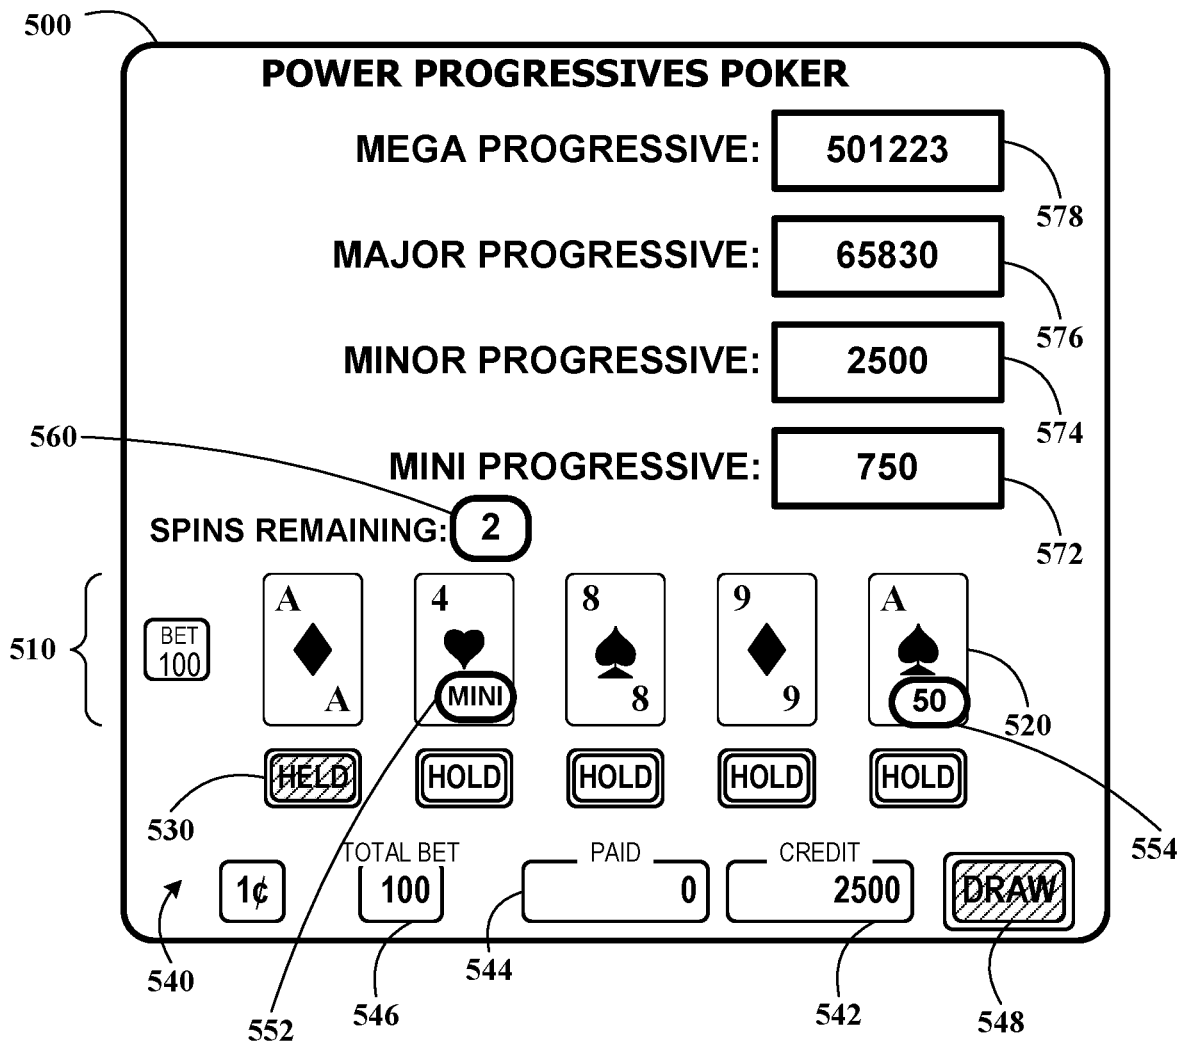 500
POWER PROGRESSIVES POKER
MEGA PROGRESSIVE: 501223
578
MAJOR PROGRESSIVE: 65830
576
MINOR PROGRESSIVE: 2500
574
560
MINI PROGRESSIVE: 750
572
SPINS REMAINING: 2
510
BET
100
A A
4 MINI
8 8
9 9
A 50
520
530
HELD HOLD HOLD HOLD HOLD
554
540
1¢
TOTAL BET
100
PAID
0
CREDIT
2500
DRAW
552
546
544
542
548